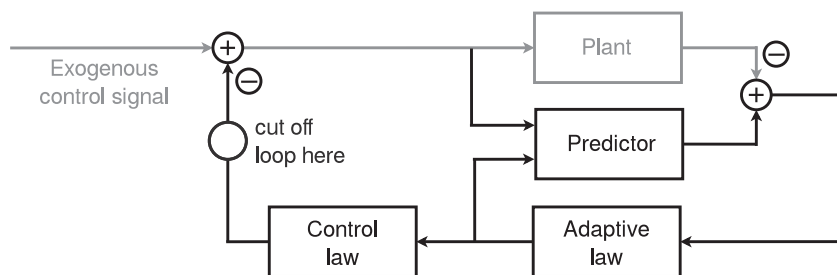 Exogenous
control signal
+
−
cut off
loop here
Plant
−
+
Predictor
Control
law
Adaptive
law